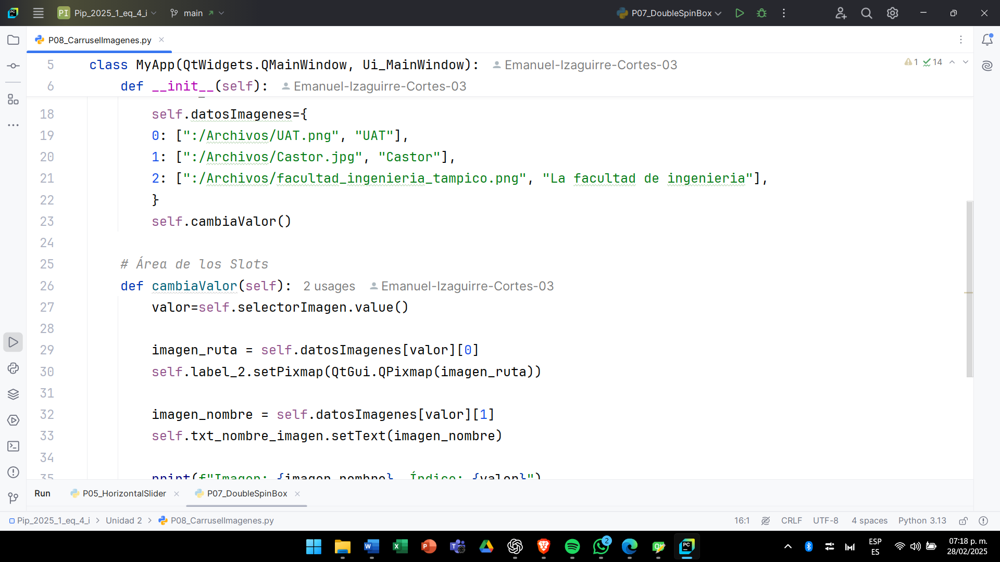 PI Pip_2025_1_eq_4_i main P07_DoubleSpinBox
P08_CarruselImagenes.py
5 class MyApp(QtWidgets.QMainWindow, Ui_MainWindow): Emanuel-Izaguirre-Cortes-03 1 14
6 def __init__(self): Emanuel-Izaguirre-Cortes-03
18 self.datosImagenes={
19 0: [":/Archivos/UAT.png", "UAT"],
20 1: [":/Archivos/Castor.jpg", "Castor"],
21 2: [":/Archivos/facultad_ingenieria_tampico.png", "La facultad de ingenieria"],
22 }
23 self.cambiaValor()
24
25 # Área de los Slots
26 def cambiaValor(self): 2 usages Emanuel-Izaguirre-Cortes-03
27 valor=self.selectorImagen.value()
28
29 imagen_ruta = self.datosImagenes[valor][0]
30 self.label_2.setPixmap(QtGui.QPixmap(imagen_ruta))
31
32 imagen_nombre = self.datosImagenes[valor][1]
33 self.txt_nombre_imagen.setText(imagen_nombre)
34
35 print(f"Imagen: {imagen_nombre}, Índice: {valor}")
Run P05_HorizontalSlider P07_DoubleSpinBox
Pip_2025_1_eq_4_i > Unidad 2 > P08_CarruselImagenes.py 16:1 CRLF UTF-8 4 spaces Python 3.13
2 ESP 07:18 p. m.
ES 28/02/2025